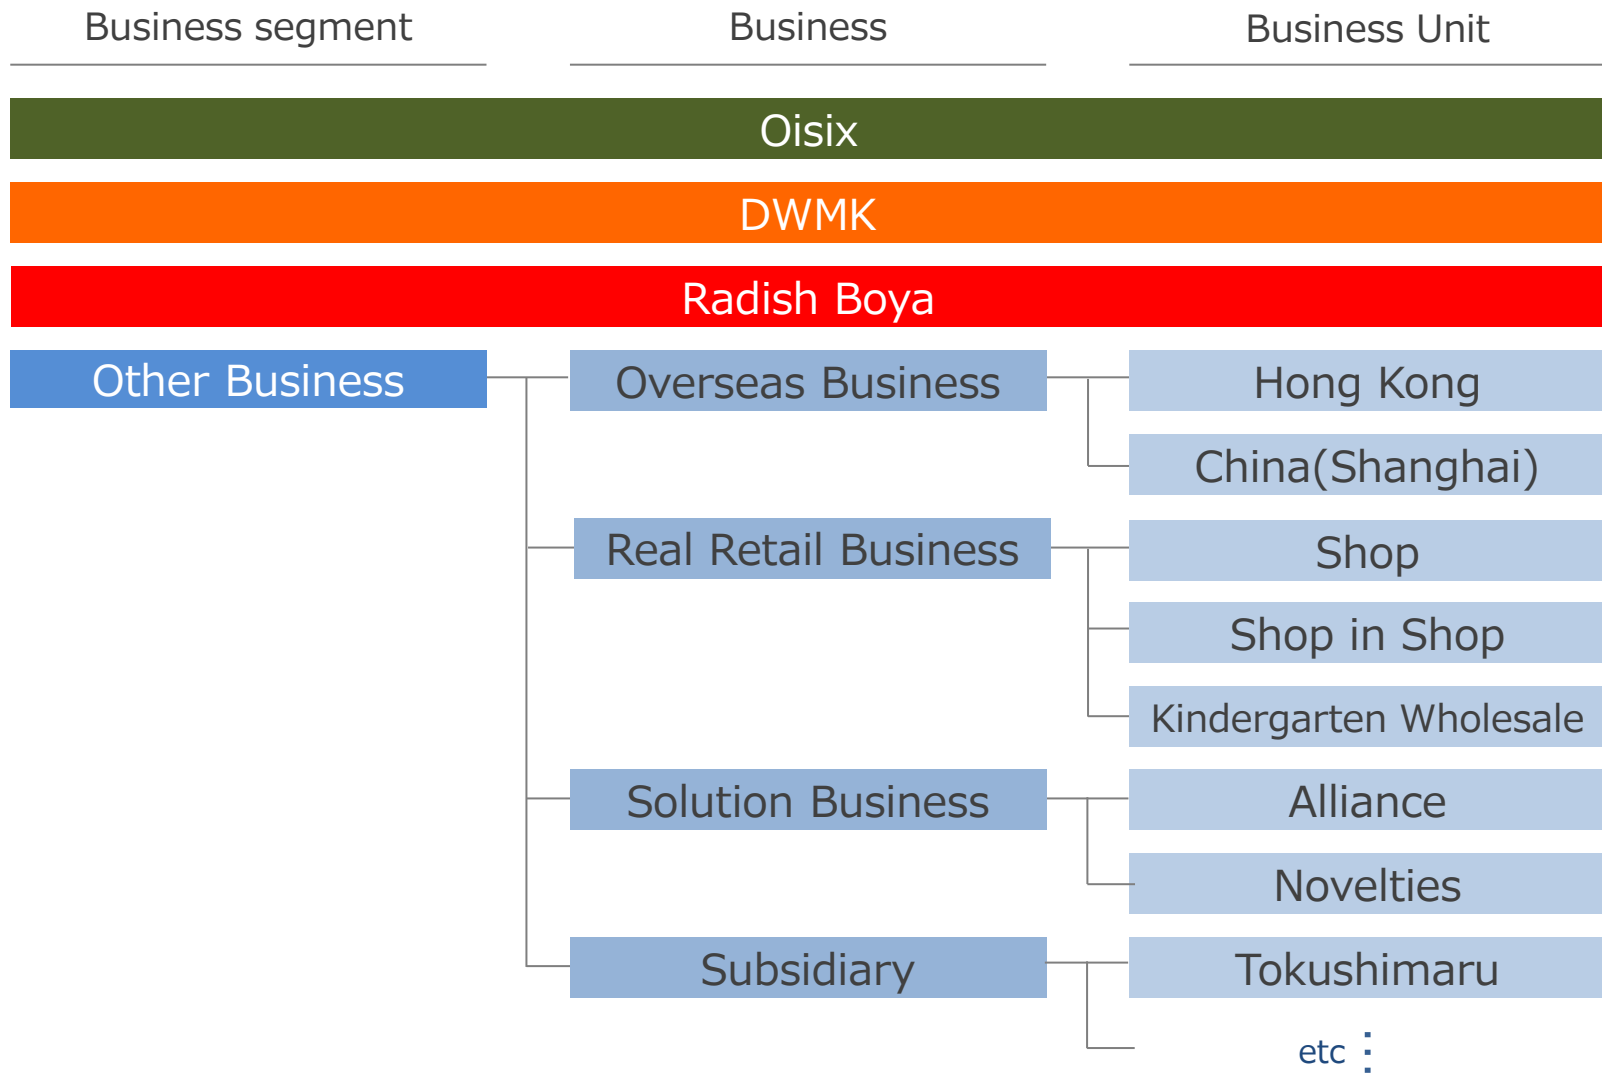 Business segment
Business
Business Unit
Oisix
DWMK
Radish Boya
Other Business
Overseas Business
Hong Kong
China(Shanghai)
Real Retail Business
Shop
Shop in Shop
Kindergarten Wholesale
Solution Business
Alliance
Novelties
Subsidiary
Tokushimaru
etc